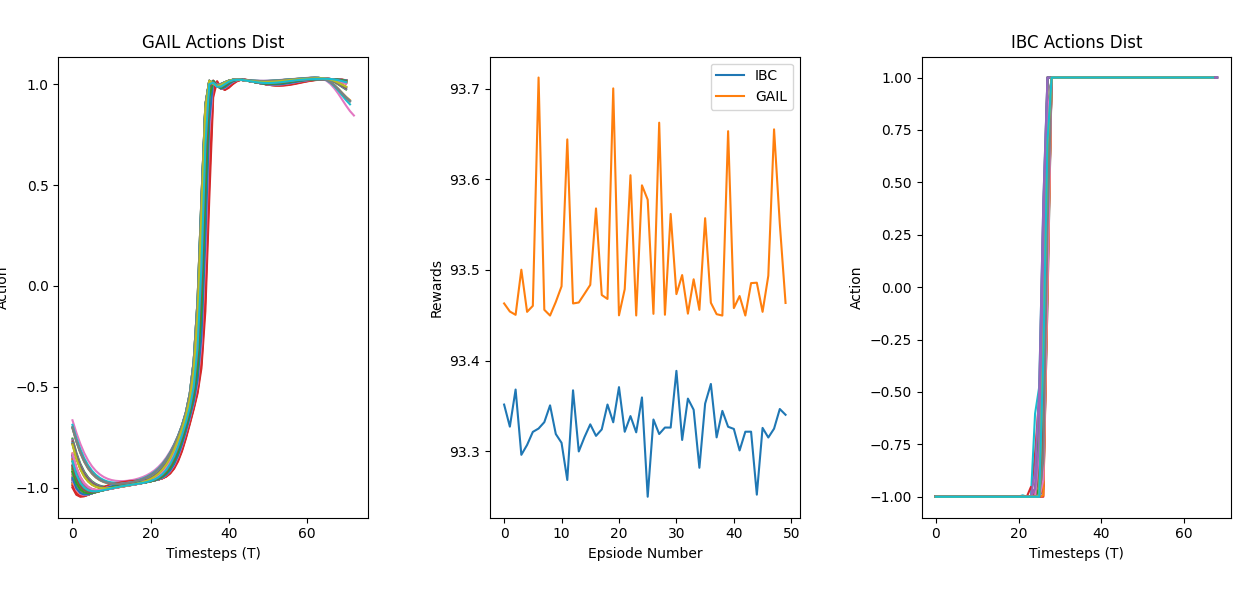 GAIL Actions Dist
1.0
0.5
0.0
−0.5
−1.0
0 20 40 60
Timesteps (T)
IBC
GAIL
93.7
93.6
93.5
93.4
93.3
Rewards
0 10 20 30 40 50
Epsiode Number
IBC Actions Dist
1.00
0.75
0.50
0.25
0.00
−0.25
−0.50
−0.75
−1.00
Action
0 20 40 60
Timesteps (T)